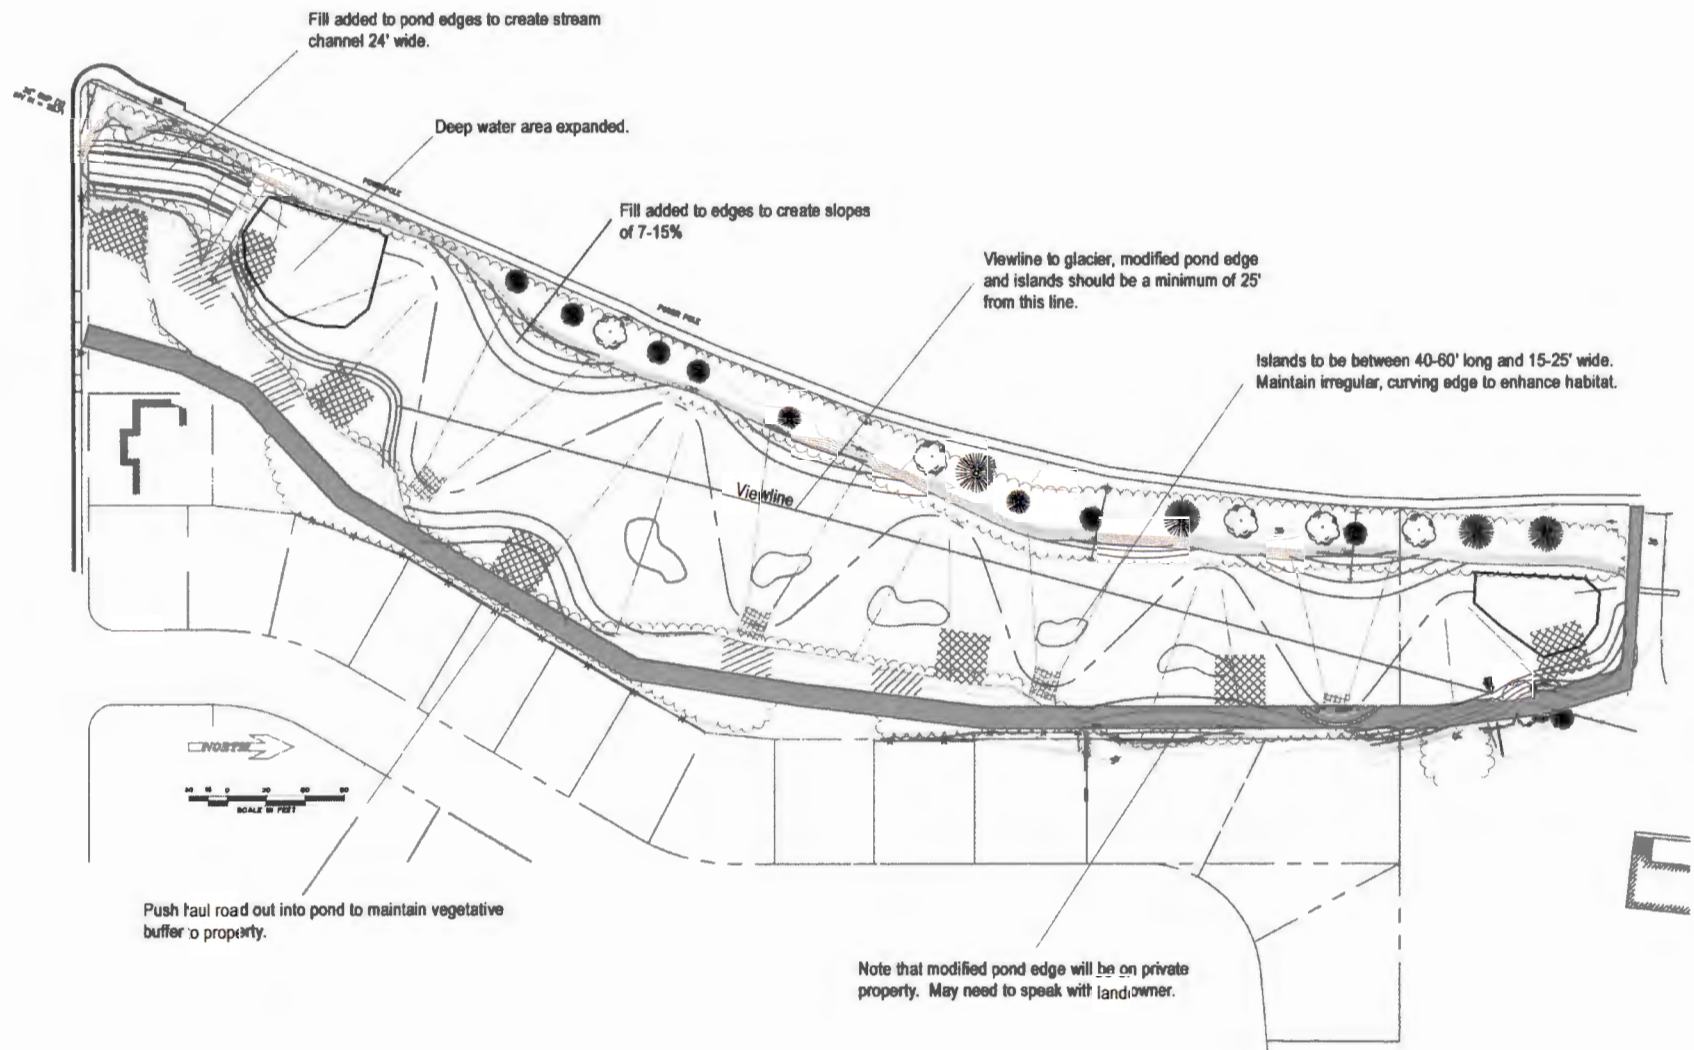 Fill added to pond edges to create stream
channel 24' wide.
Deep water area expanded.
POWERPOLE
Fill added to edges to create slopes
of 7-15%
Viewline to glacier, modified pond edge
and islands should be a minimum of 25'
from this line.
POWER POLE
Islands to be between 40-60' long and 15-25' wide.
Maintain irregular, curving edge to enhance habitat.
Viewline
NORTH
SCALE IN FEET
Push haul road out into pond to maintain vegetative
buffer to property.
Note that modified pond edge will be on private
property. May need to speak with landowner.